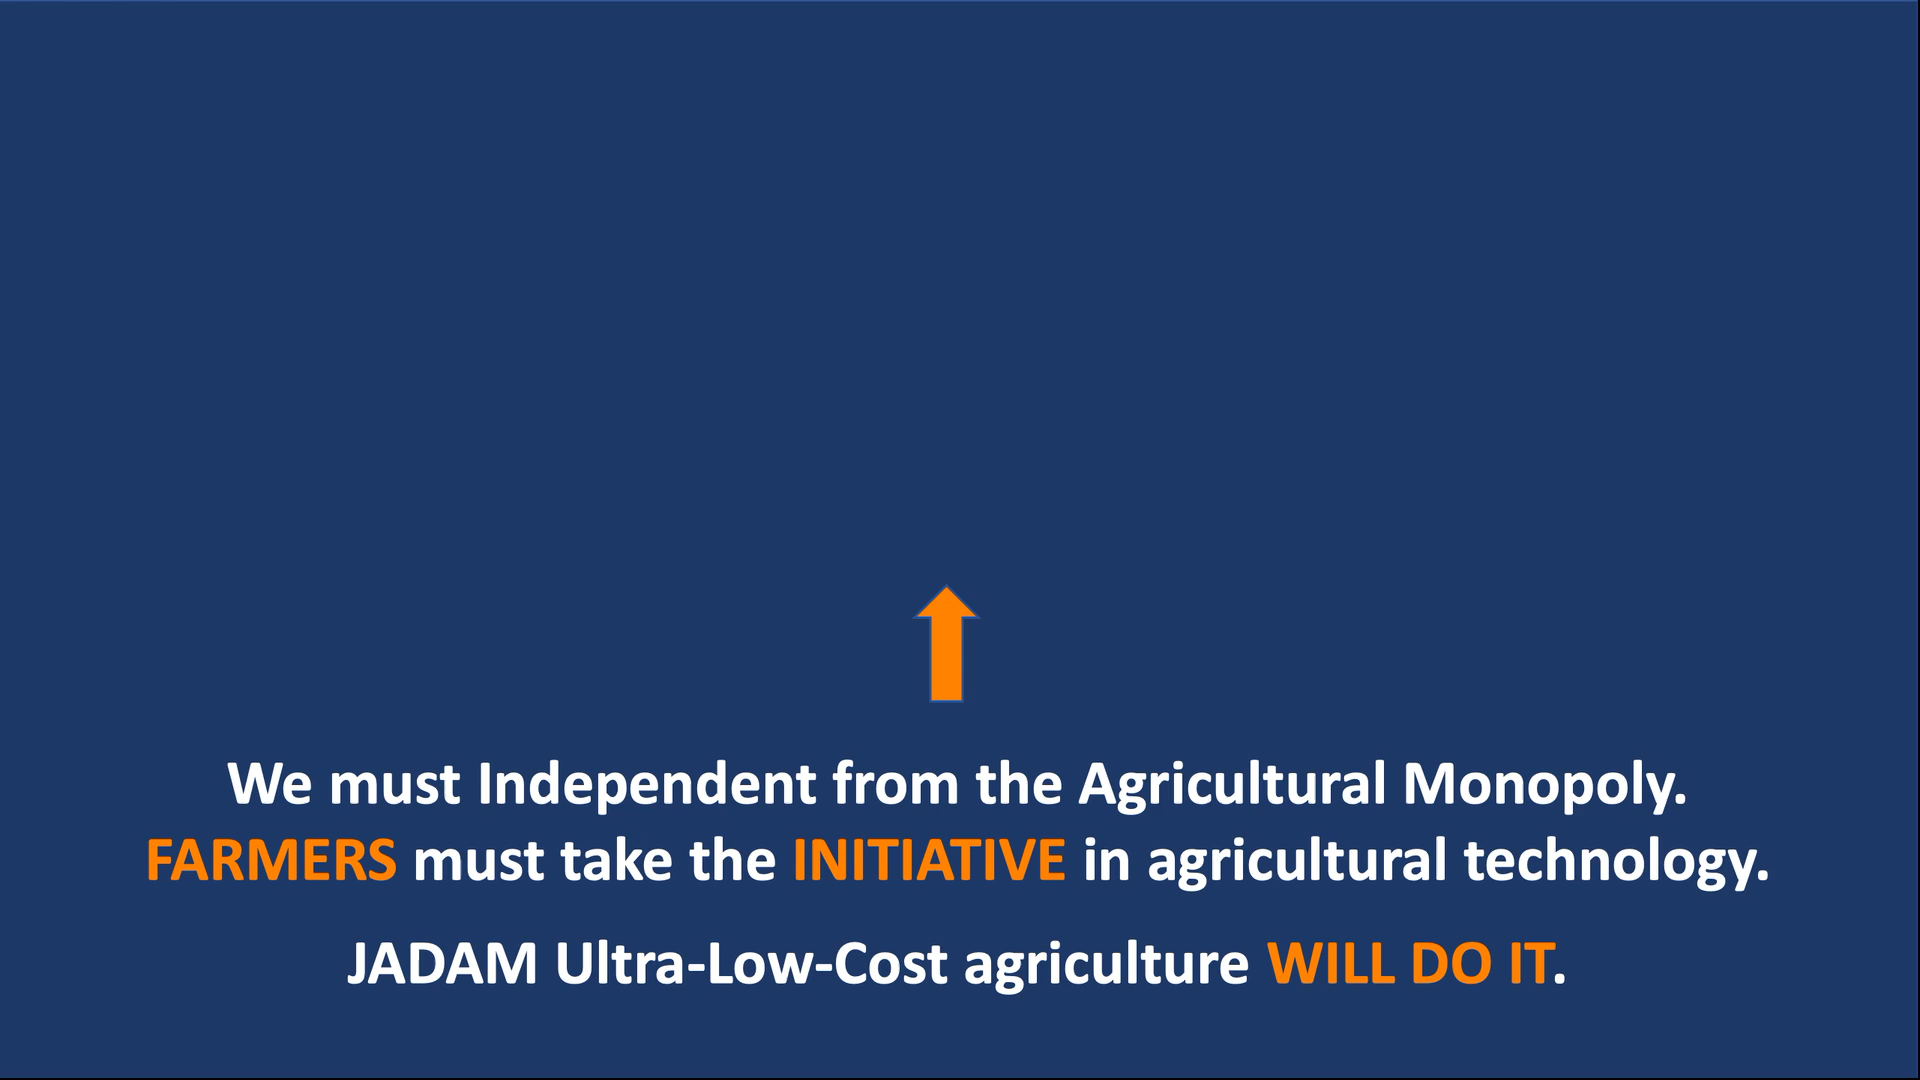 We must Independent from the Agricultural Monopoly.
FARMERS must take the INITIATIVE in agricultural technology.
JADAM Ultra-Low-Cost agriculture WILL DO IT.